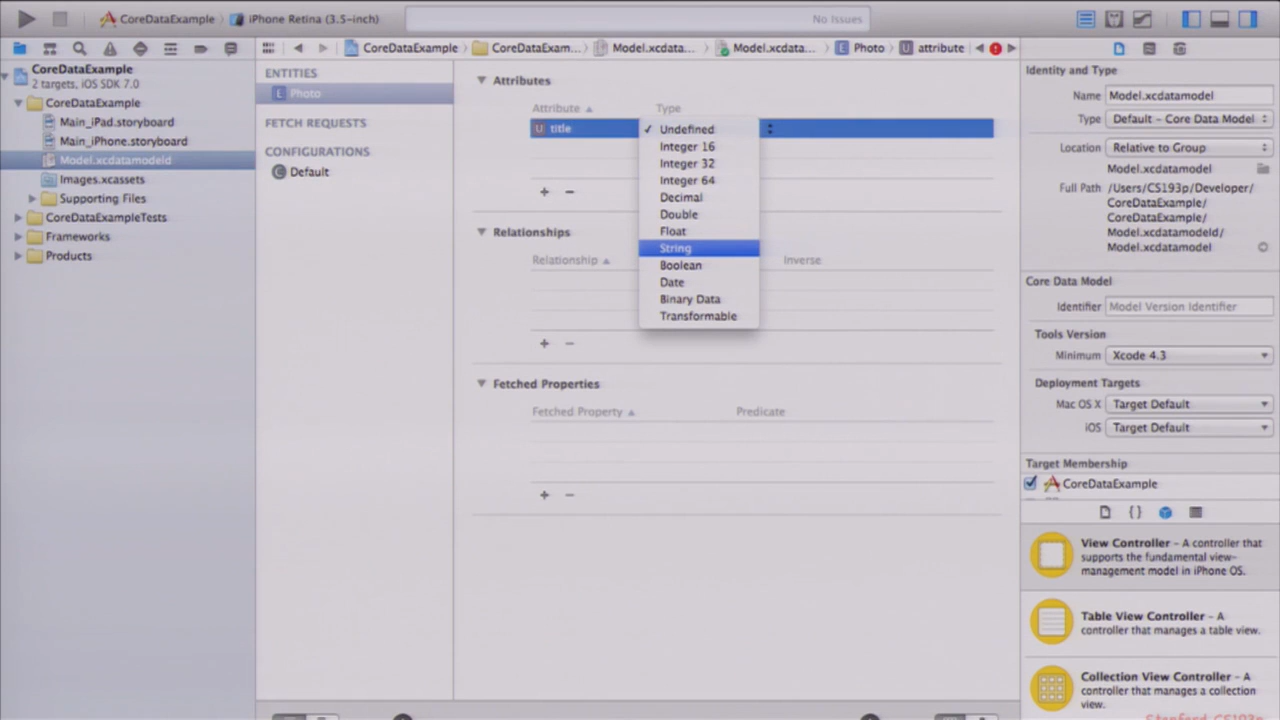 CoreDataExample
iPhone Retina (3.5-inch)
No Issues
CoreDataExample
CoreDataExam...
Model.xcdata...
Model.xcdata...
E Photo
U attribute
CoreDataExample
2 targets, iOS SDK 7.0
CoreDataExample
Main_iPad.storyboard
Main_iPhone.storyboard
Model.xcdatamodeld
Images.xcassets
Supporting Files
CoreDataExampleTests
Frameworks
Products
ENTITIES
E Photo
FETCH REQUESTS
CONFIGURATIONS
C Default
Attributes
Attribute
Type
U title
✓ Undefined
Integer 16
Integer 32
Integer 64
Decimal
Double
Float
String
Boolean
Date
Binary Data
Transformable
Relationships
Relationship
Inverse
Fetched Properties
Fetched Property
Predicate
Identity and Type
Name Model.xcdatamodel
Type Default - Core Data Model
Location Relative to Group
Model.xcdatamodel
Full Path /Users/CS193p/Developer/
CoreDataExample/
CoreDataExample/
Model.xcdatamodeld/
Model.xcdatamodel
Core Data Model
Identifier Model Version Identifier
Tools Version
Minimum Xcode 4.3
Deployment Targets
Mac OS X Target Default
iOS Target Default
Target Membership
CoreDataExample
{ }
View Controller - A controller that
supports the fundamental view-
management model in iPhone OS.
Table View Controller - A
controller that manages a table view.
Collection View Controller - A
controller that manages a collection
view.
Stanford CS193p